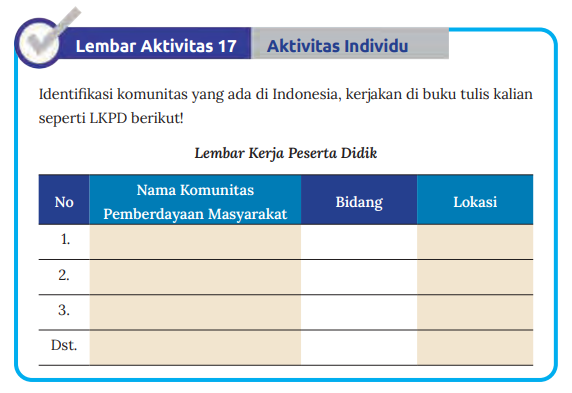 Lembar Aktivitas 17
Aktivitas Individu
Identifikasi komunitas yang ada di Indonesia, kerjakan di buku tulis kalian
seperti LKPD berikut!
Lembar Kerja Peserta Didik
No
Nama Komunitas
Pemberdayaan Masyarakat
Bidang
Lokasi
1.
2.
3.
Dst.